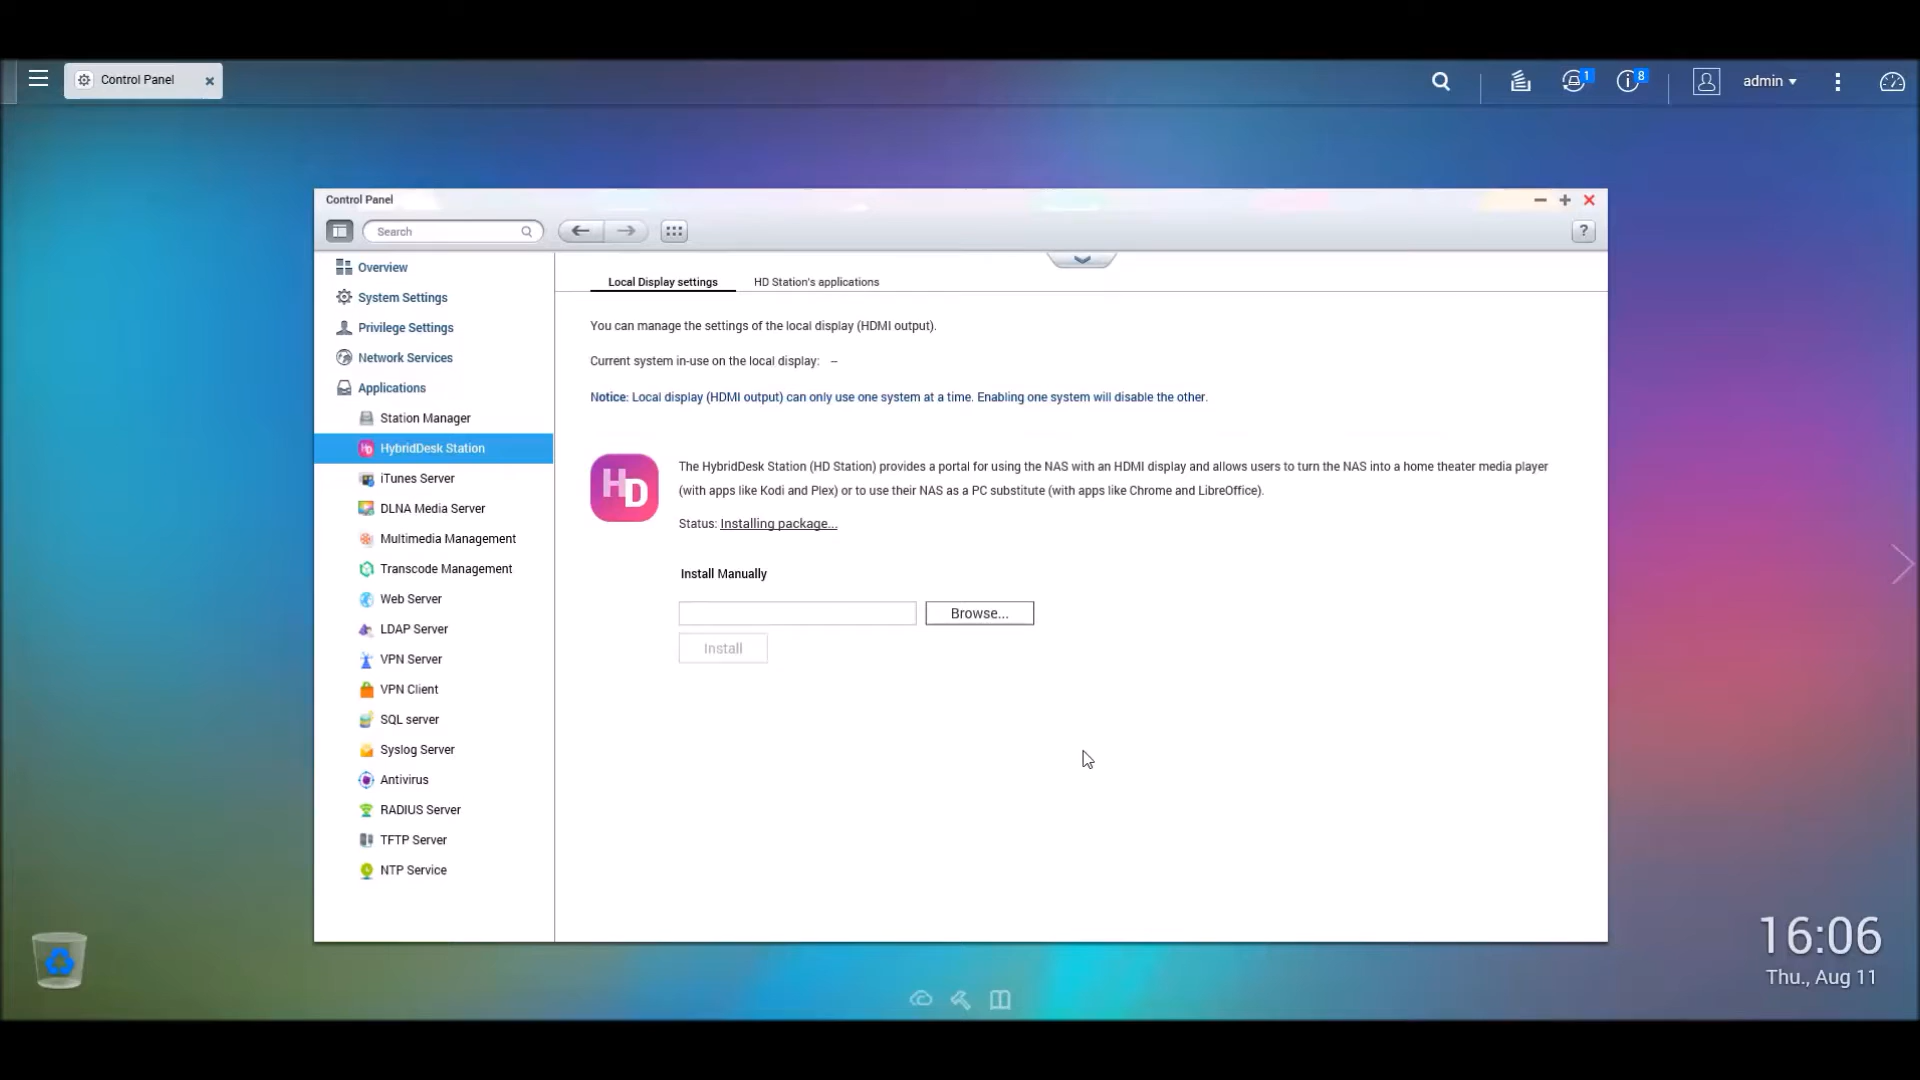 Control Panel
1
8
admin
Control Panel
Search
?
Overview
System Settings
Privilege Settings
Network Services
Applications
Station Manager
HybridDesk Station
iTunes Server
DLNA Media Server
Multimedia Management
Transcode Management
Web Server
LDAP Server
VPN Server
VPN Client
SQL server
Syslog Server
Antivirus
RADIUS Server
TFTP Server
NTP Service
Local Display settings
HD Station's applications
You can manage the settings of the local display (HDMI output).
Current system in-use on the local display: --
Notice: Local display (HDMI output) can only use one system at a time. Enabling one system will disable the other.
HD
The HybridDesk Station (HD Station) provides a portal for using the NAS with an HDMI display and allows users to turn the NAS into a home theater media player
(with apps like Kodi and Plex) or to use their NAS as a PC substitute (with apps like Chrome and LibreOffice).
Status: Installing package...
Install Manually
Browse...
Install
16:06
Thu., Aug 11